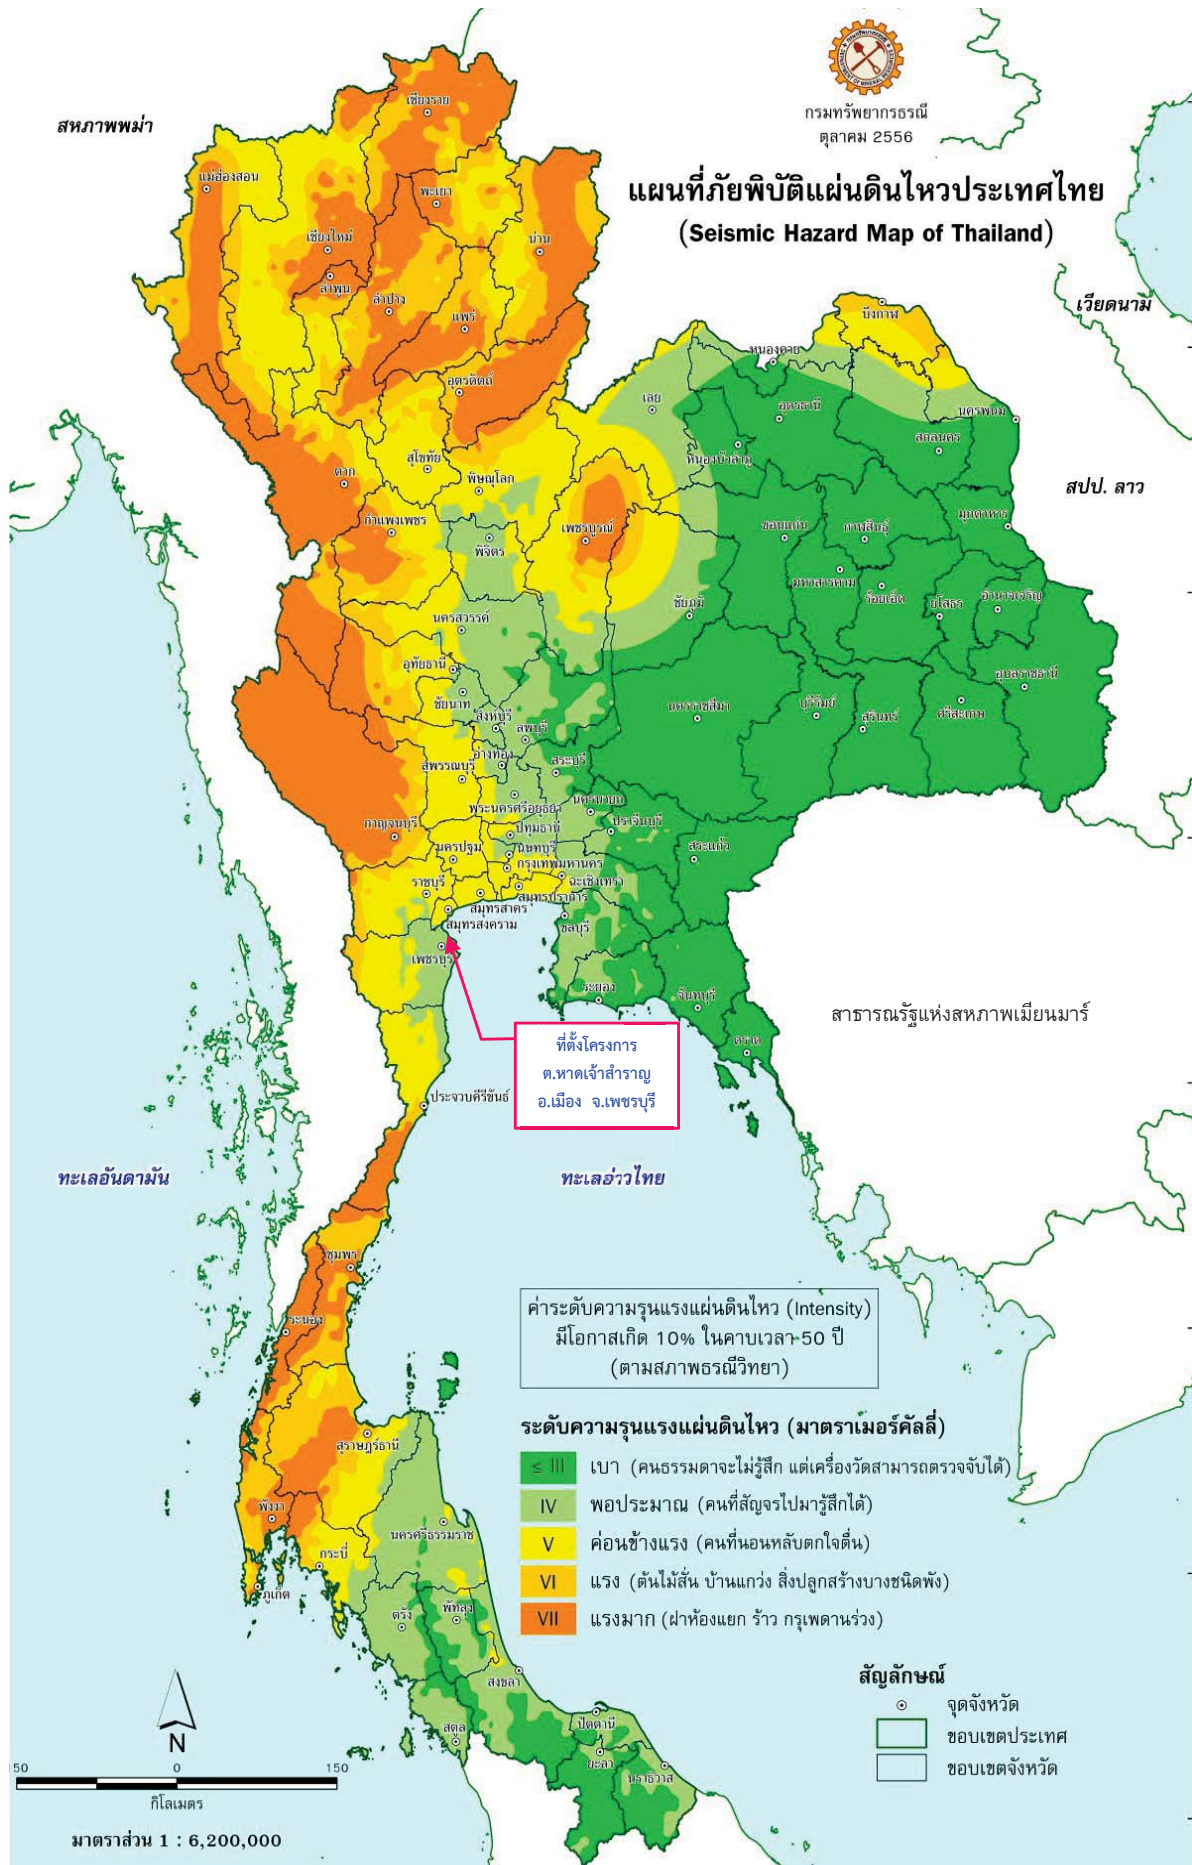 กรมทรัพยากรธรณี
ตุลาคม 2556
แผนที่ภัยพิบัติแผ่นดินไหวประเทศไทย
(Seismic Hazard Map of Thailand)
สหภาพพม่า
เวียดนาม
สปป. ลาว
เชียงราย
แม่ฮ่องสอน
พะเยา
เชียงใหม่
น่าน
ลำพูน
ลำปาง
แพร่
บึงกาฬ
หนองคาย
อุตรดิตถ์
เลย
อุดรธานี
นครพนม
สกลนคร
หนองบัวลำภู
สุโขทัย
ตาก
พิษณุโลก
กำแพงเพชร
พิจิตร
เพชรบูรณ์
ขอนแก่น
กาฬสินธุ์
มุกดาหาร
มหาสารคาม
ร้อยเอ็ด
ยโสธร
อำนาจเจริญ
ชัยภูมิ
นครสวรรค์
อุทัยธานี
ชัยนาท
สิงห์บุรี
ลพบุรี
นครราชสีมา
บุรีรัมย์
สุรินทร์
ศรีสะเกษ
อุบลราชธานี
อ่างทอง
สุพรรณบุรี
สระบุรี
พระนครศรีอยุธยา
นครนายก
กาญจนบุรี
ปทุมธานี
ปราจีนบุรี
นครปฐม
นนทบุรี
สระแก้ว
กรุงเทพมหานคร
ราชบุรี
ฉะเชิงเทรา
สมุทรปราการ
สมุทรสาคร
สมุทรสงคราม
ชลบุรี
เพชรบุรี
ระยอง
จันทบุรี
ตราด
สาธารณรัฐแห่งสหภาพเมียนมาร์
ที่ตั้งโครงการ
ต.หาดเจ้าสำราญ
อ.เมือง จ.เพชรบุรี
ประจวบคีรีขันธ์
ทะเลอันดามัน
ทะเลอ่าวไทย
ชุมพร
ระนอง
สุราษฎร์ธานี
พังงา
นครศรีธรรมราช
กระบี่
ภูเก็ต
ตรัง
พัทลุง
สงขลา
สตูล
ปัตตานี
ยะลา
นราธิวาส
ค่าระดับความรุนแรงแผ่นดินไหว (Intensity)
มีโอกาสเกิด 10% ในคาบเวลา 50 ปี
(ตามสภาพธรณีวิทยา)
ระดับความรุนแรงแผ่นดินไหว (มาตราเมอร์คัลลี่)
≤ III เบา (คนธรรมดาจะไม่รู้สึก แต่เครื่องวัดสามารถตรวจจับได้)
IV พอประมาณ (คนที่สัญจรไปมารู้สึกได้)
V ค่อนข้างแรง (คนที่นอนหลับตกใจตื่น)
VI แรง (ต้นไม้สั่น บ้านแกว่ง สิ่งปลูกสร้างบางชนิดพัง)
VII แรงมาก (ฝาห้องแยก ร้าว กรุเพดานร่วง)
สัญลักษณ์
จุดจังหวัด
ขอบเขตประเทศ
ขอบเขตจังหวัด
N
50 0 150
กิโลเมตร
มาตราส่วน 1 : 6,200,000